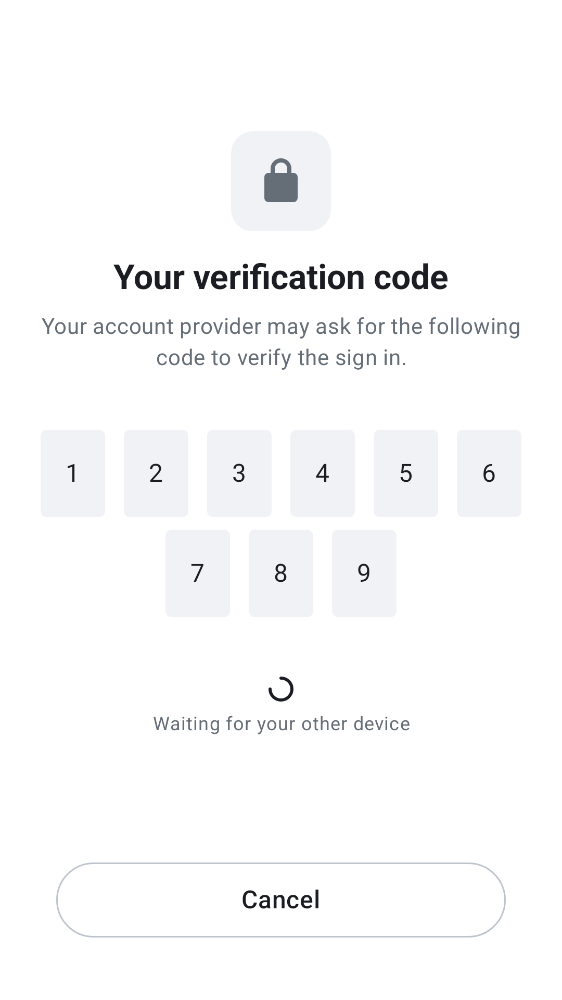 Your verification code
Your account provider may ask for the following
code to verify the sign in.
1 2 3 4 5 6
7 8 9
Waiting for your other device
Cancel